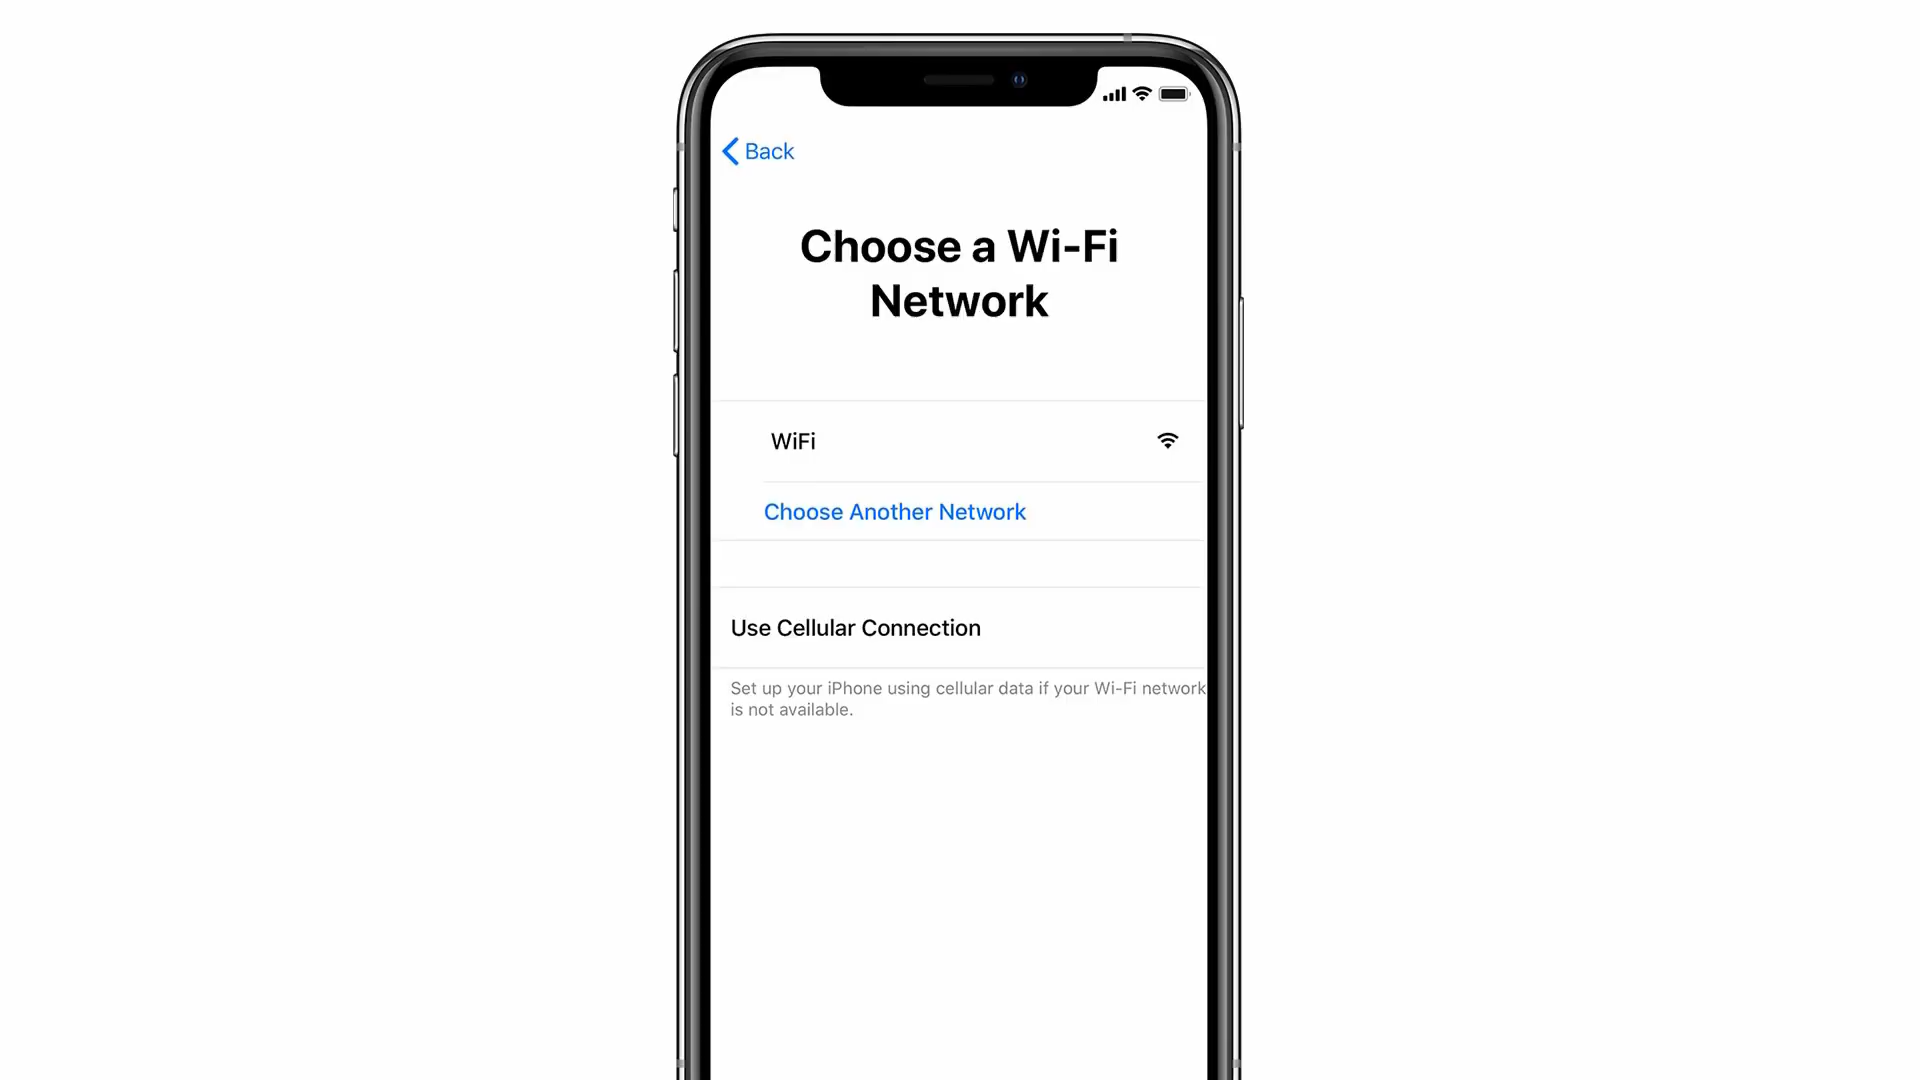 Back
Choose a Wi-Fi
Network
WiFi
Choose Another Network
Use Cellular Connection
Set up your iPhone using cellular data if your Wi-Fi network
is not available.